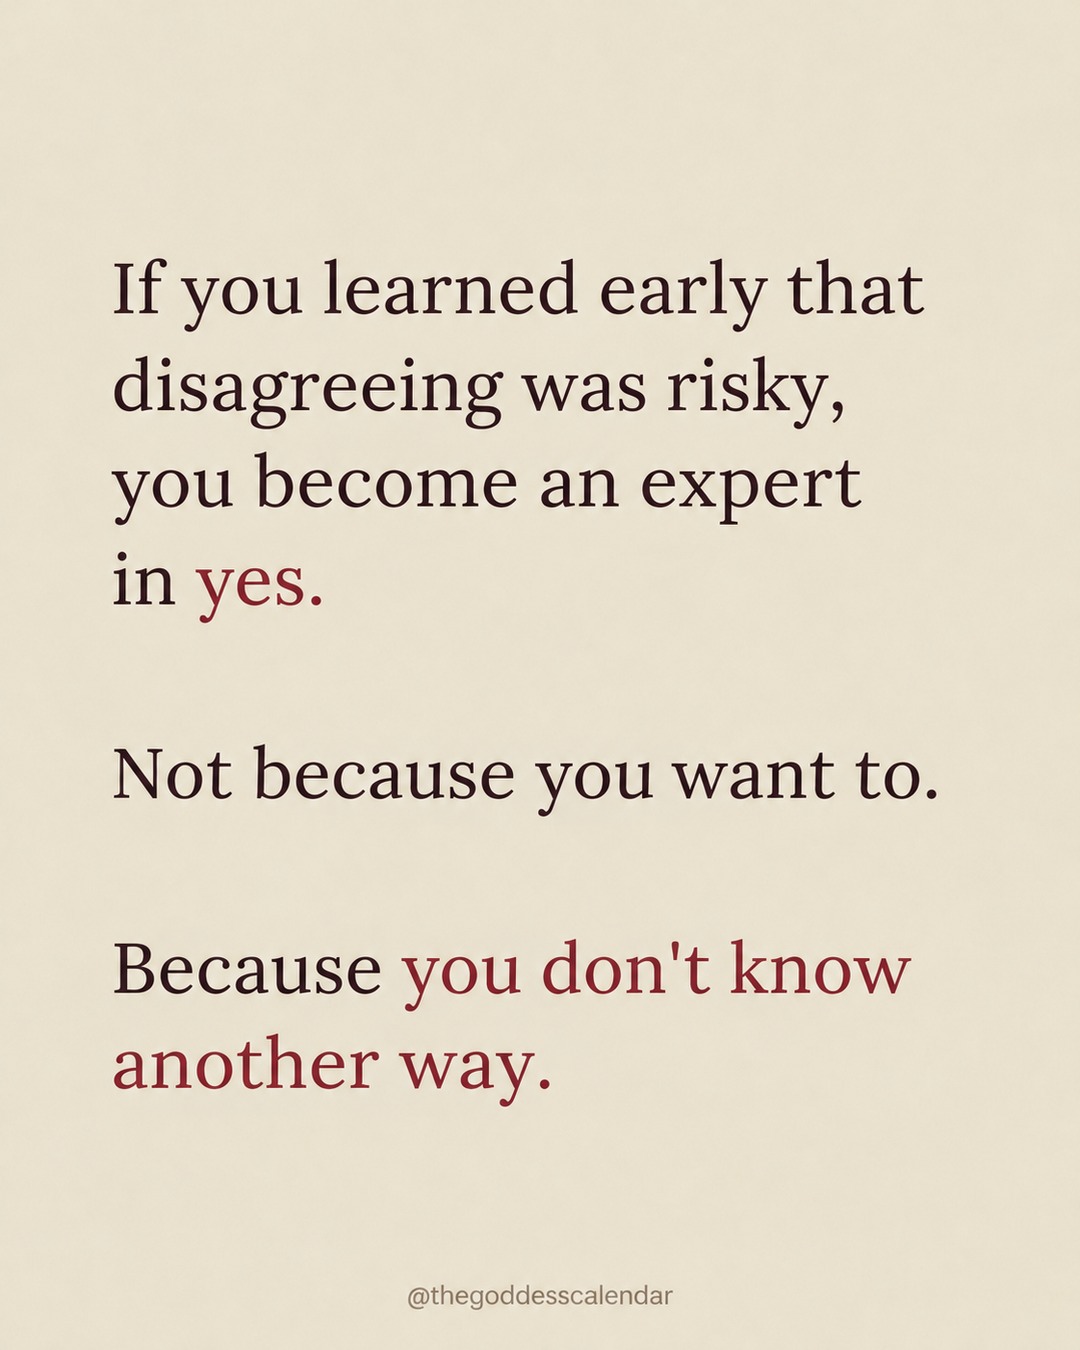 If you learned early that
disagreeing was risky,
you become an expert
in yes.
Not because you want to.
Because you don't know
another way.
@thegoddesscalendar